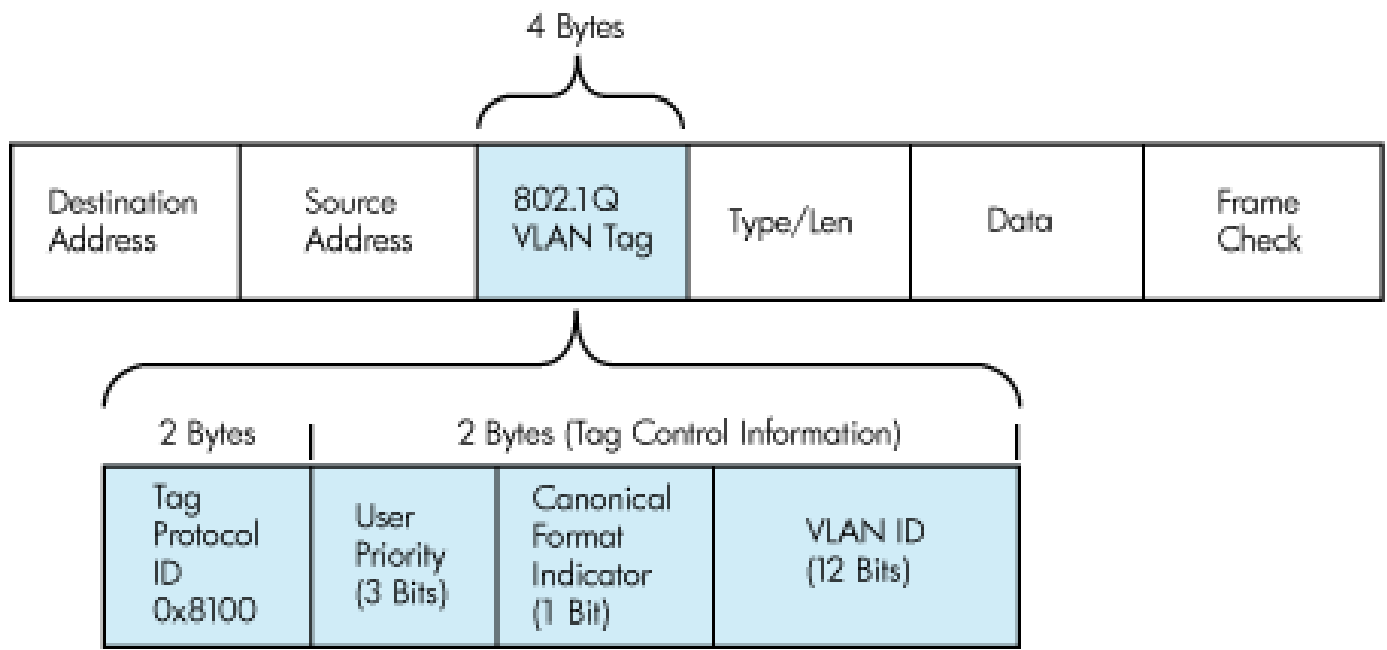 4 Bytes
Destination
Address
Source
Address
802.1Q
VLAN Tag
Type/Len
Data
Frame
Check
2 Bytes
2 Bytes (Tag Control Information)
Tag
Protocol
ID
0x8100
User
Priority
(3 Bits)
Canonical
Format
Indicator
(1 Bit)
VLAN ID
(12 Bits)